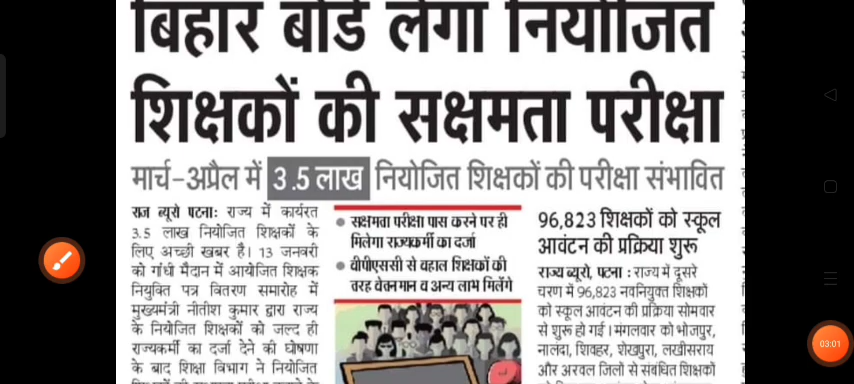 बिहार बोर्ड लेगा नियोजित
शिक्षकों की सक्षमता परीक्षा
मार्च-अप्रैल में 3.5 लाख नियोजित शिक्षकों की परीक्षा संभावित
राज ब्यूरो पटना: राज्य में कार्यरत
3.5 लाख नियोजित शिक्षकों के
लिए अच्छी खबर है। 13 जनवरी
को गांधी मैदान में आयोजित शिक्षक
नियुक्ति पत्र वितरण समारोह में
मुख्यमंत्री नीतीश कुमार द्वारा राज्य
के नियोजित शिक्षकों को जल्द ही
राज्यकर्मी का दर्जा देने की घोषणा
के बाद शिक्षा विभाग ने नियोजित
● सक्षमता परीक्षा पास करने पर ही
मिलेगा राज्यकर्मी का दर्जा
● बीपीएससी से बहाल शिक्षकों की
तरह वेतनमान व अन्य लाभ मिलेंगे
96,823 शिक्षकों को स्कूल
आवंटन की प्रक्रिया शुरू
राज्य ब्यूरो, पटना : राज्य में दूसरे
चरण में 96,823 नवनियुक्त शिक्षकों
को स्कूल आवंटन की प्रक्रिया सोमवार
से शुरू हो गई। मंगलवार को भोजपुर,
नालंदा, शिवहर, शेखपुरा, लखीसराय
और अरवल जिलों से संबंधित शिक्षकों
03:01